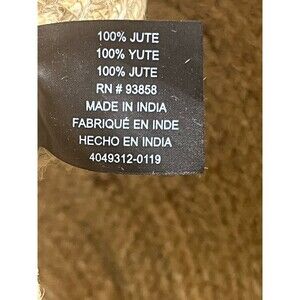 100% JUTE
100% YUTE
100% JUTE
RN # 93858
MADE IN INDIA
FABRIQUÉ EN INDE
HECHO EN INDIA
4049312-0119